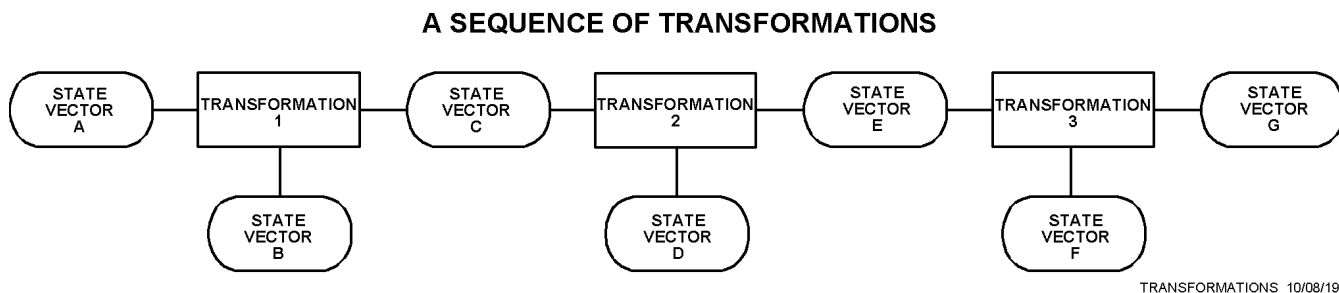 A SEQUENCE OF TRANSFORMATIONS
STATE
VECTOR
A
TRANSFORMATION
1
STATE
VECTOR
C
TRANSFORMATION
2
STATE
VECTOR
E
TRANSFORMATION
3
STATE
VECTOR
G
STATE
VECTOR
B
STATE
VECTOR
D
STATE
VECTOR
F
TRANSFORMATIONS 10/08/19